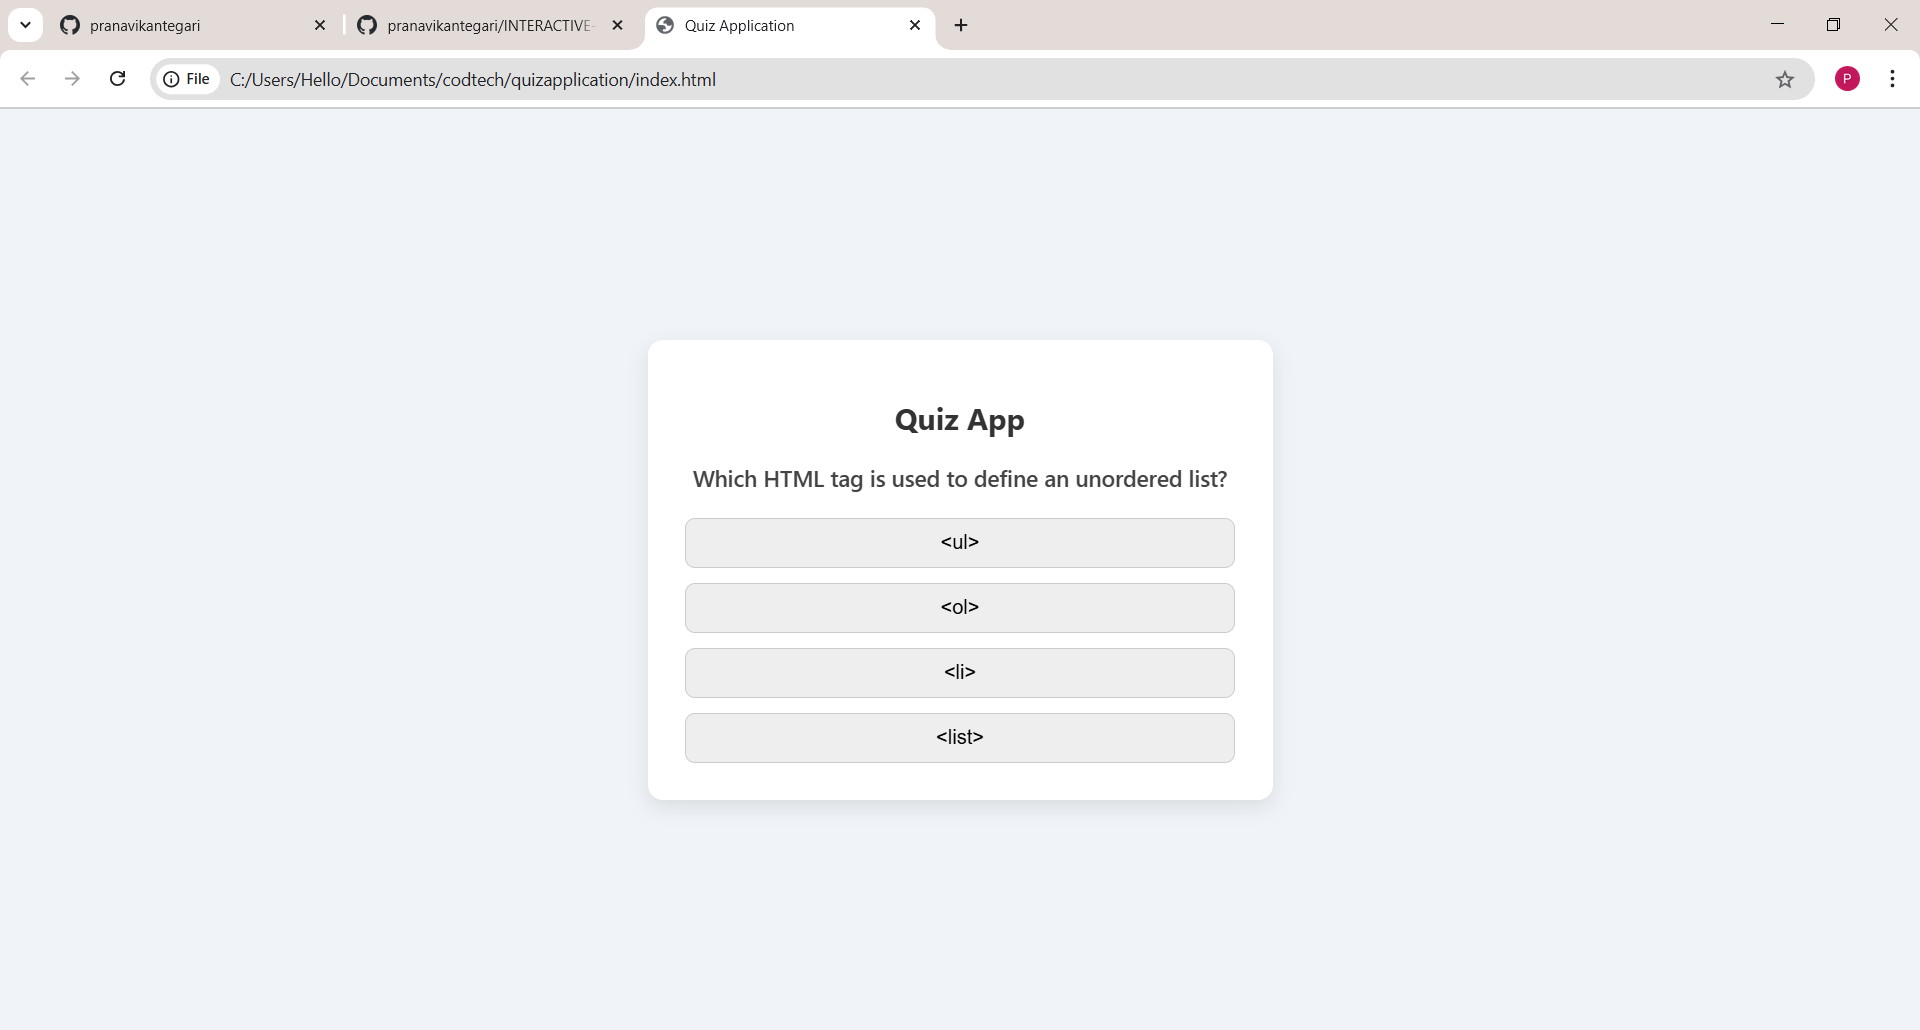 pranavikantegari
pranavikantegari/INTERACTIVE-
Quiz Application
File
C:/Users/Hello/Documents/codtech/quizapplication/index.html
P
Quiz App
Which HTML tag is used to define an unordered list?
<ul>
<ol>
<li>
<list>